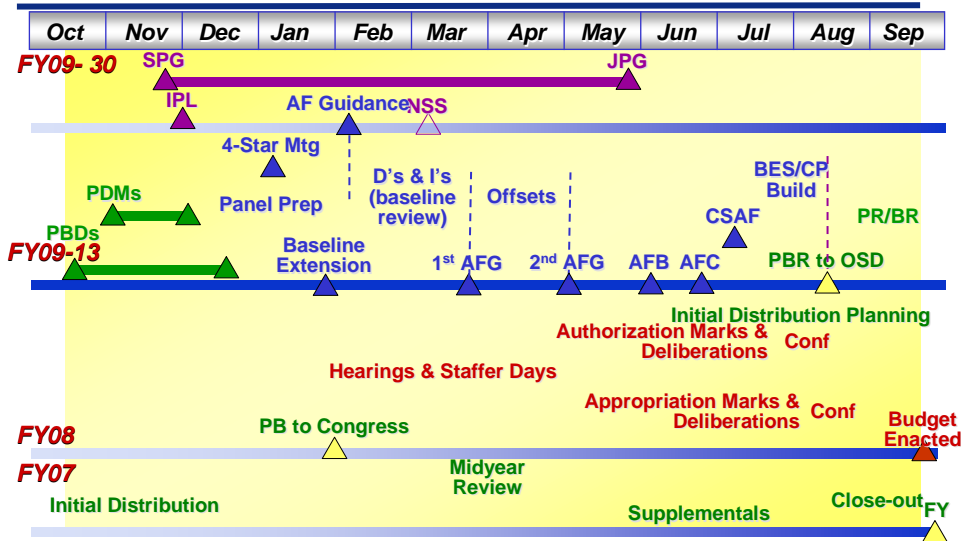 Oct Nov Dec Jan Feb Mar Apr May Jun Jul Aug Sep
FY09- 30
SPG
JPG
IPL
AF Guidance
NSS
4-Star Mtg
D's & I's
(baseline
review)
Offsets
BES/CP
Build
PDMs
Panel Prep
CSAF
PR/BR
PBDs
FY09-13
Baseline
Extension
1st AFG
2nd AFG
AFB
AFC
PBR to OSD
Initial Distribution Planning
Authorization Marks &
Deliberations
Conf
Hearings & Staffer Days
Appropriation Marks &
Deliberations
Conf
FY08
PB to Congress
Budget
Enacted
FY07
Midyear
Review
Initial Distribution
Supplementals
Close-out
FY